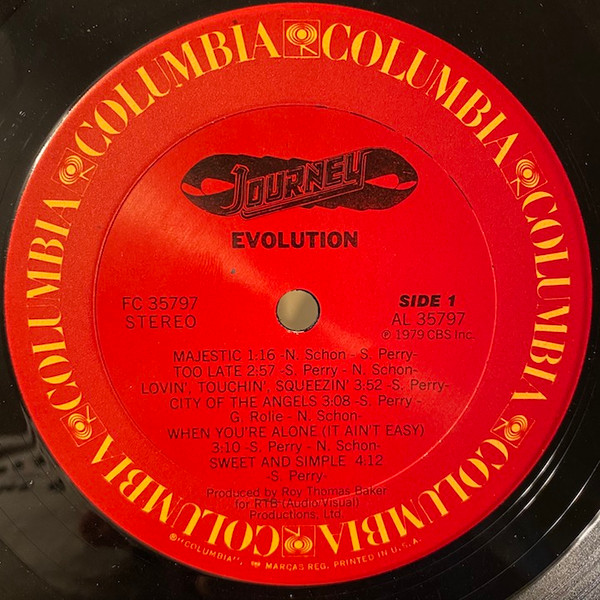 COLUMBIA COLUMBIA COLUMBIA COLUMBIA COLUMBIA COLUMBIA COLUMBIA COLUMBIA
JOURNEY
EVOLUTION
FC 35797
STEREO
SIDE 1
AL 35797
℗ 1979 CBS Inc.
MAJESTIC 1:16 -N. Schon - S. Perry-
TOO LATE 2:57 -S. Perry - N. Schon-
LOVIN', TOUCHIN', SQUEEZIN' 3:52 -S. Perry-
CITY OF THE ANGELS 3:08 -S. Perry -
G. Rolie - N. Schon-
WHEN YOU'RE ALONE (IT AIN'T EASY)
3:10 -S. Perry - N. Schon-
SWEET AND SIMPLE 4:12
-S. Perry-
Produced by Roy Thomas Baker
for RTB (Audio Visual)
Productions, Ltd.
®"COLUMBIA", MARCAS REG. PRINTED IN U.S.A.